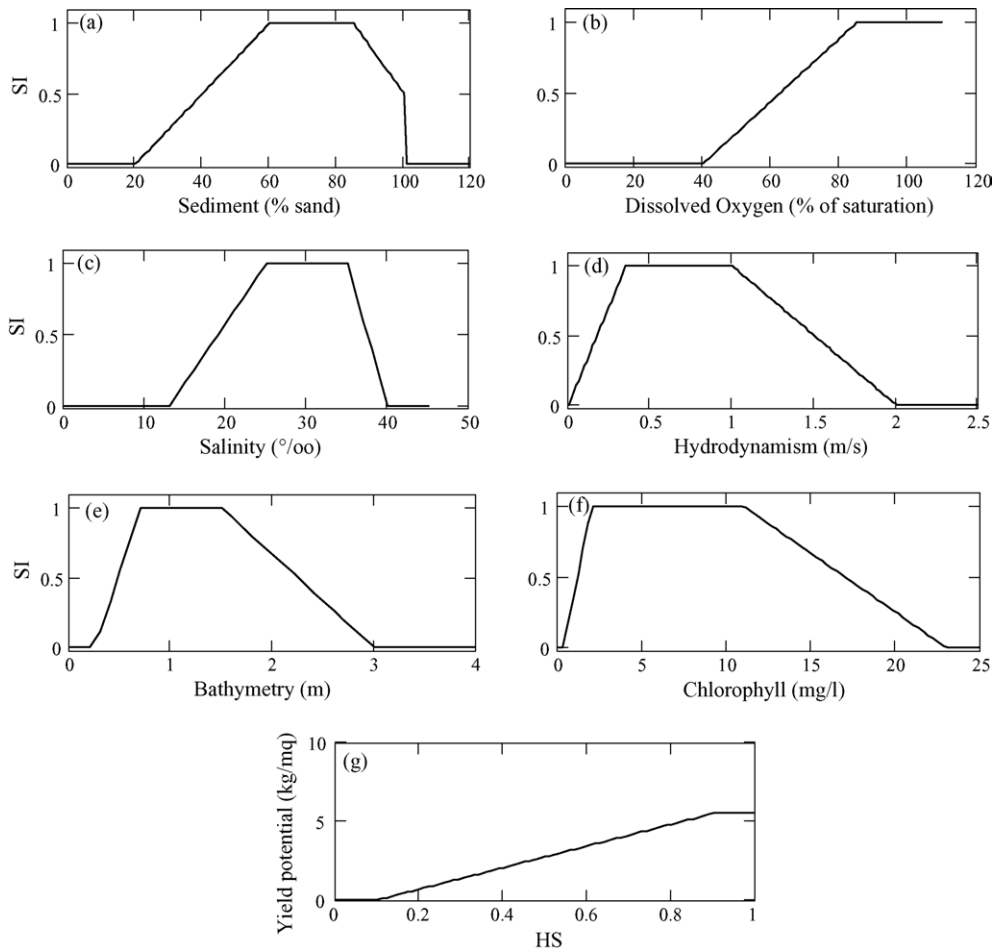 (a)
SI
1
0.5
0
0 20 40 60 80 100 120
Sediment (% sand)
(b)
1
0.5
0
0 20 40 60 80 100 120
Dissolved Oxygen (% of saturation)
(c)
SI
1
0.5
0
0 10 20 30 40 50
Salinity (°/oo)
(d)
1
0.5
0
0 0.5 1 1.5 2 2.5
Hydrodynamism (m/s)
(e)
SI
1
0.5
0
0 1 2 3 4
Bathymetry (m)
(f)
1
0.5
0
0 5 10 15 20 25
Chlorophyll (mg/l)
(g)
Yield potential (kg/mq)
10
5
0
0 0.2 0.4 0.6 0.8 1
HS